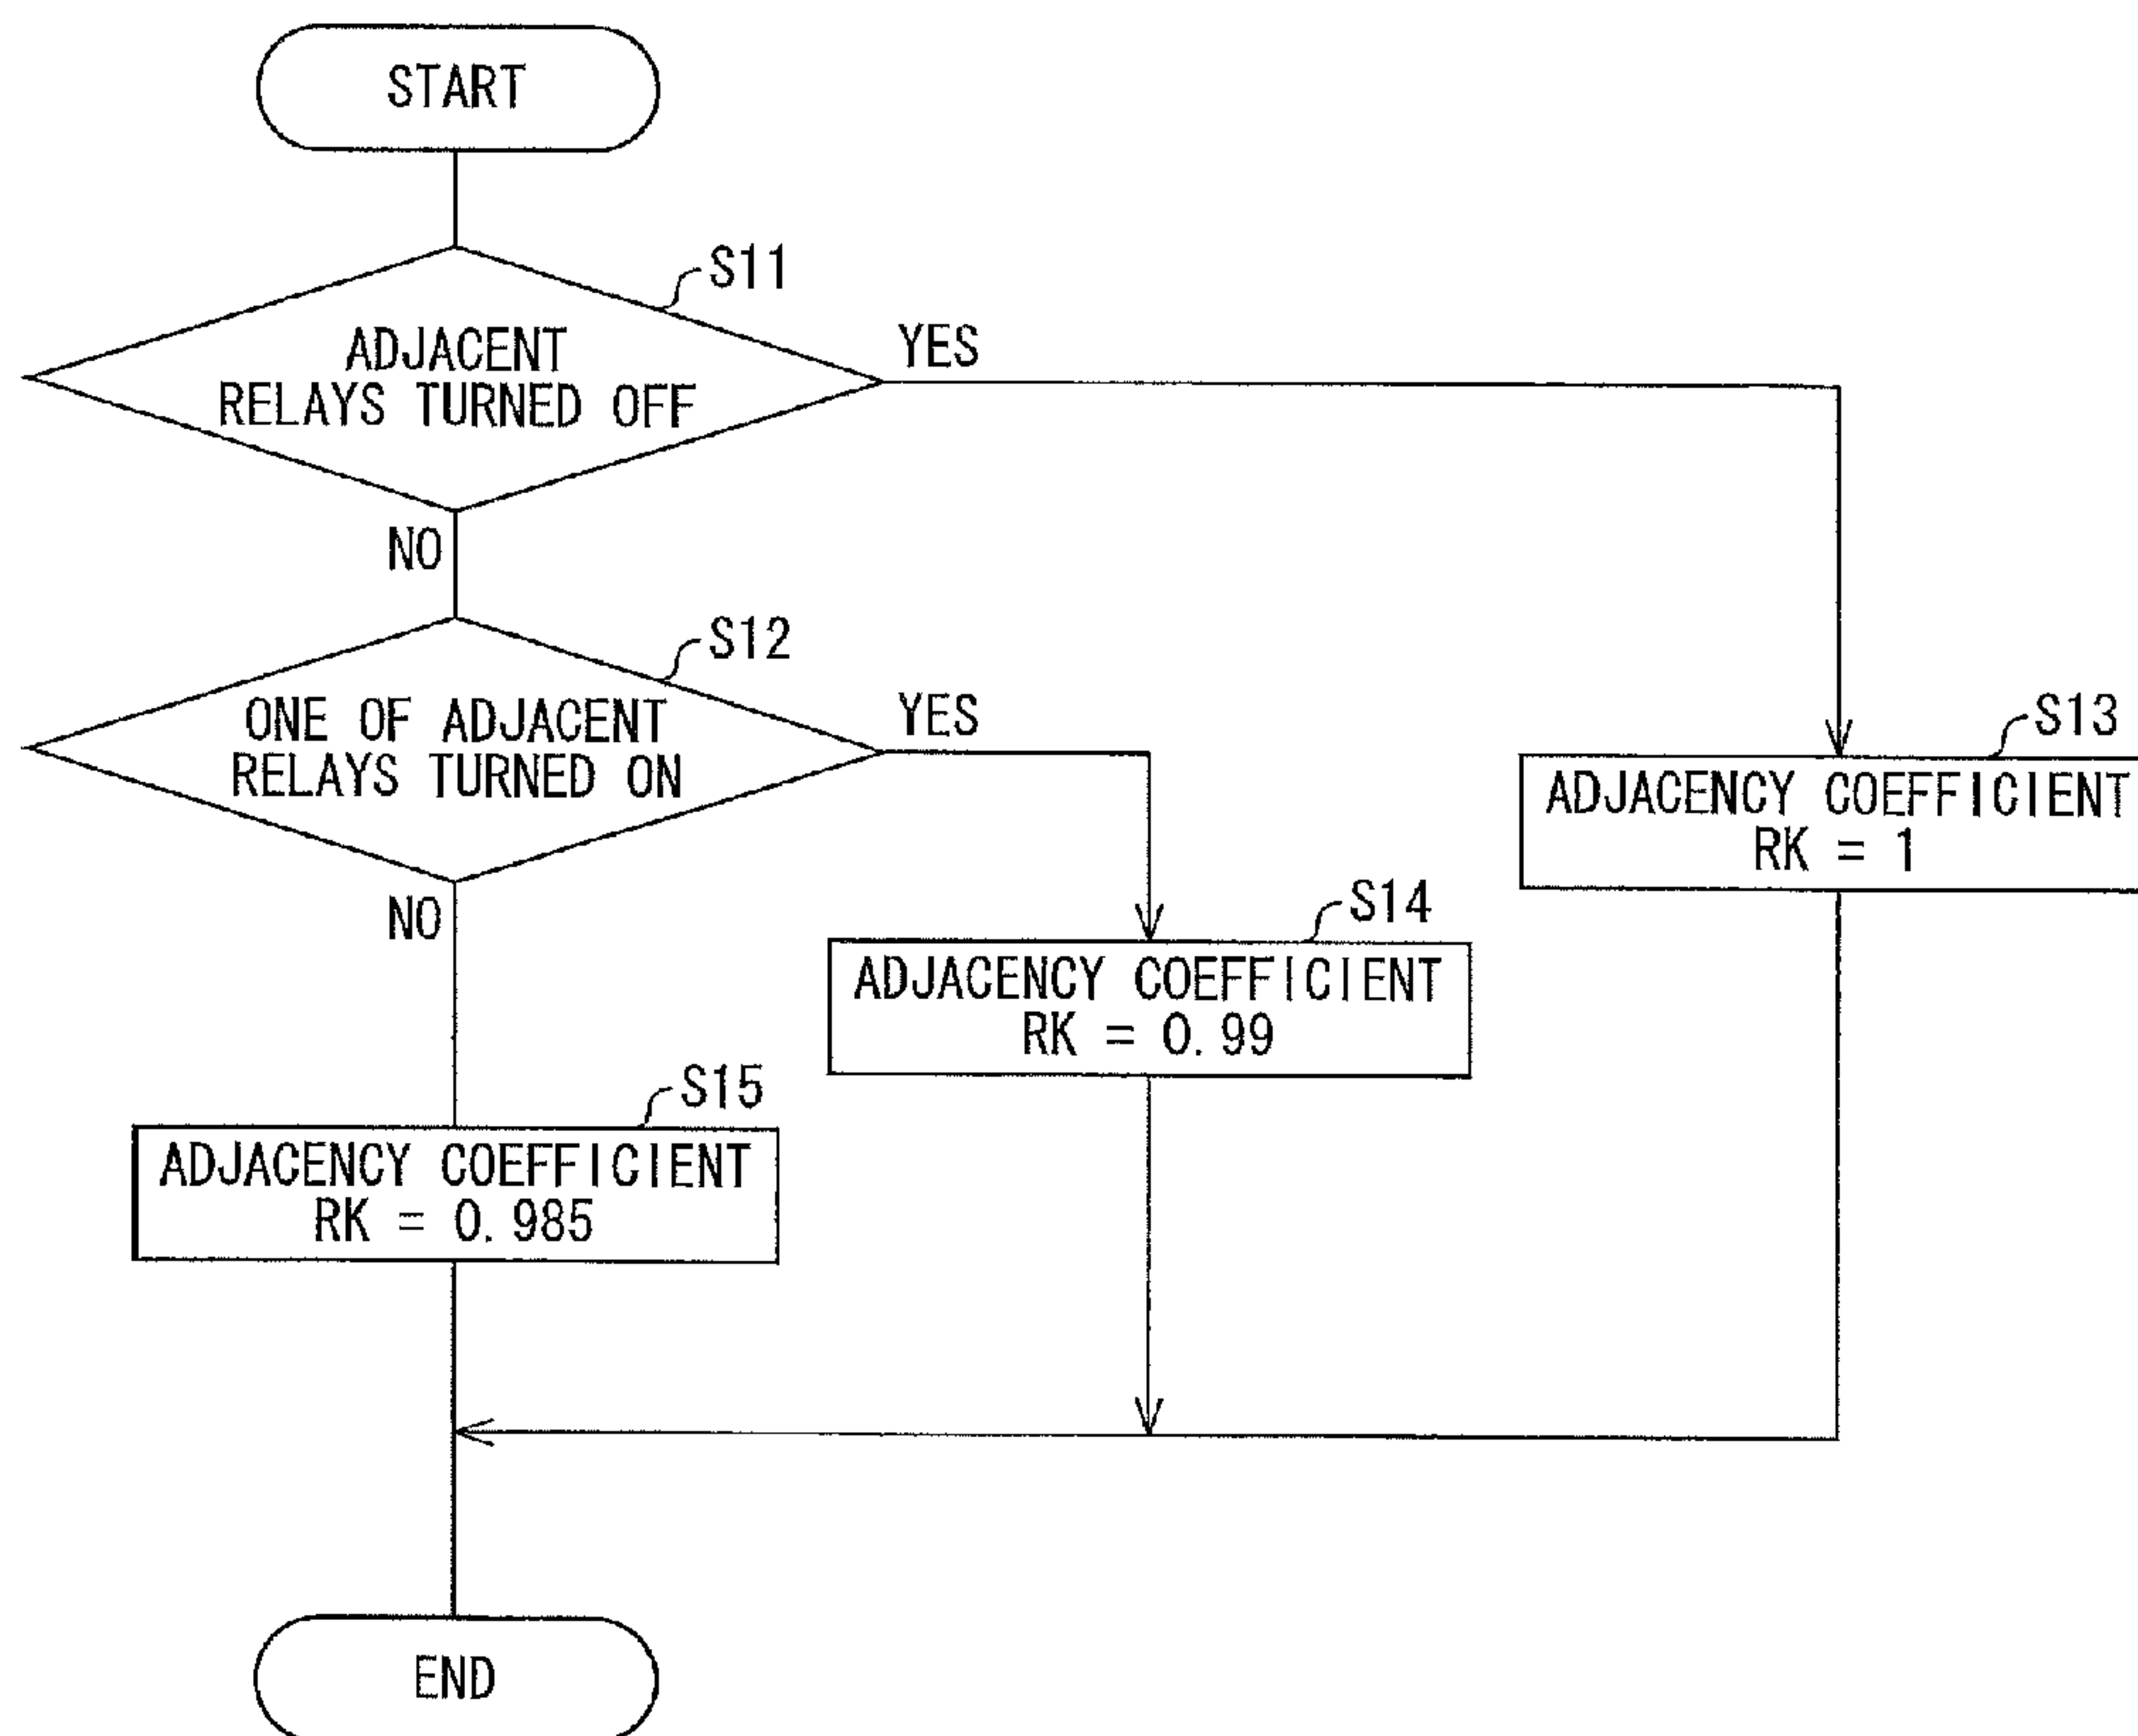 START
S11
ADJACENT
RELAYS TURNED OFF
YES
NO
S12
ONE OF ADJACENT
RELAYS TURNED ON
YES
NO
S13
ADJACENCY COEFFICIENT
RK = 1
S14
ADJACENCY COEFFICIENT
RK = 0.99
S15
ADJACENCY COEFFICIENT
RK = 0.985
END